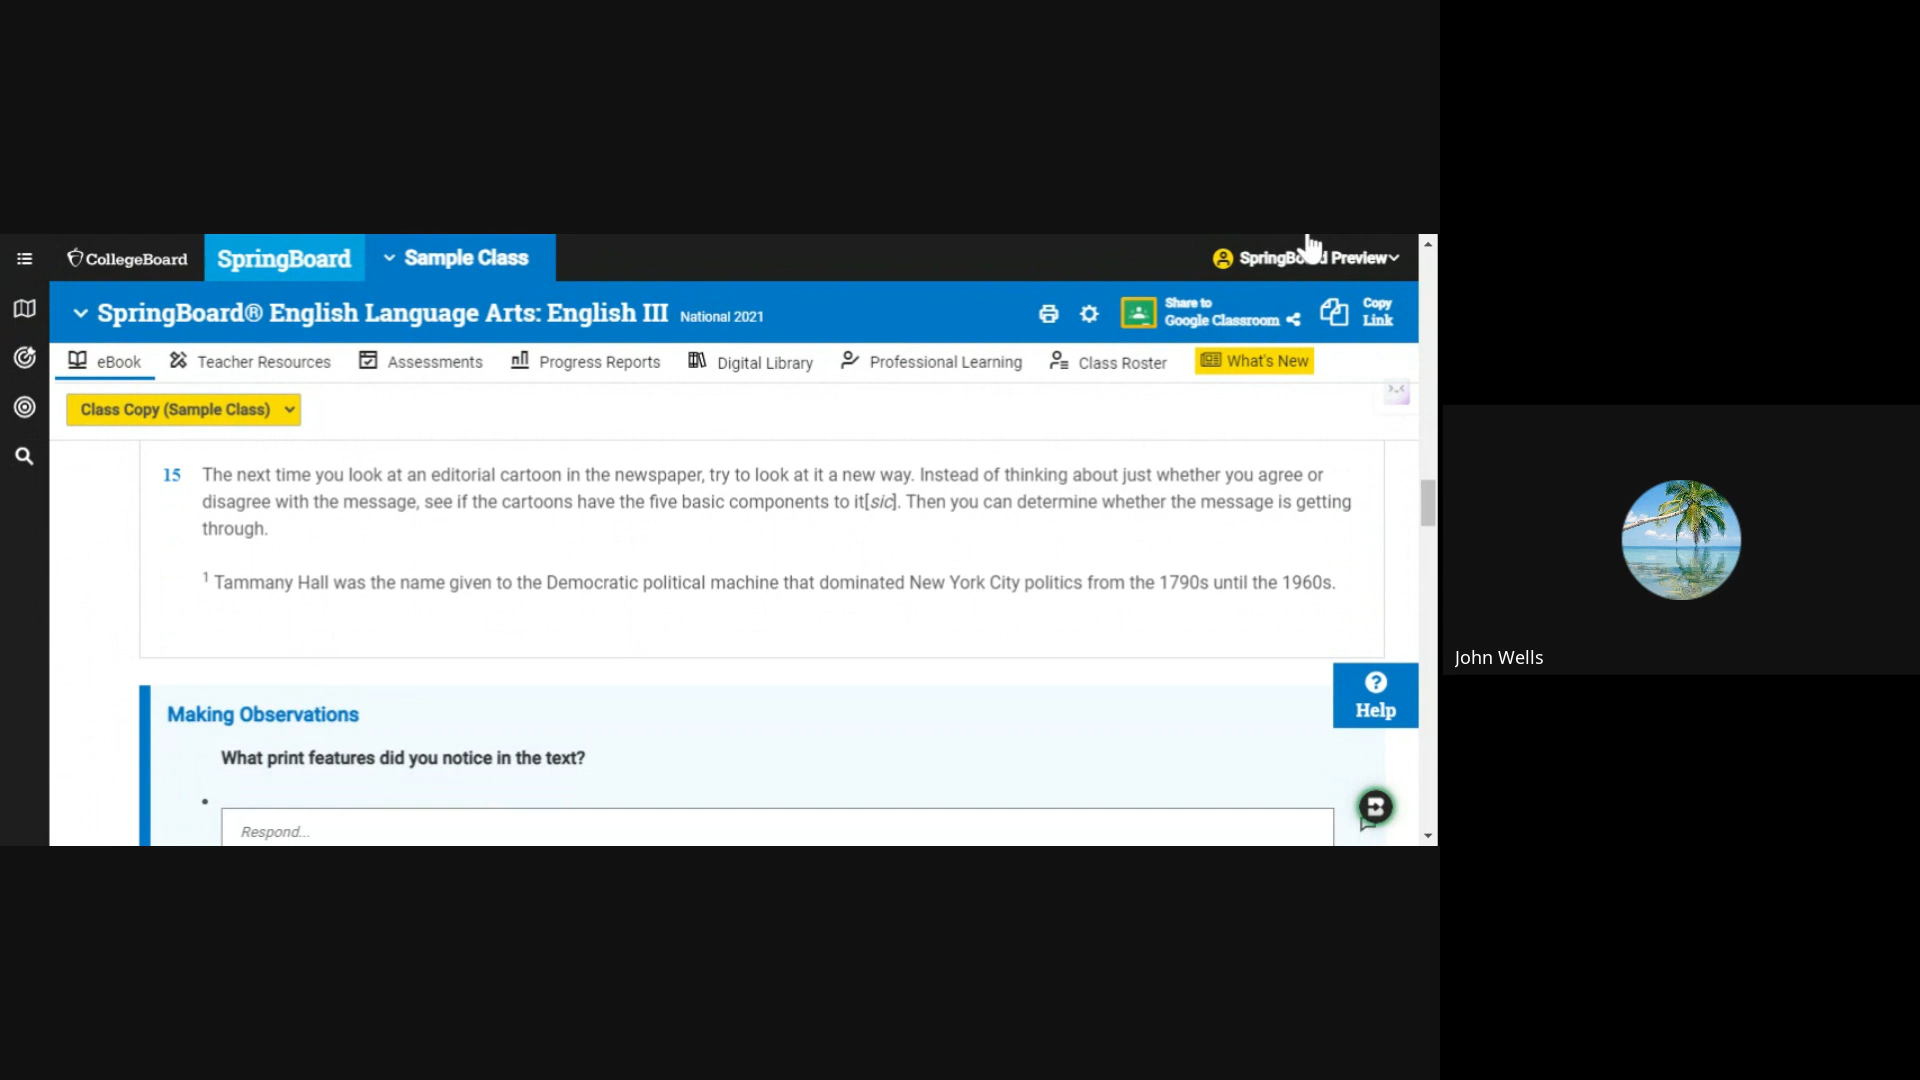 CollegeBoard
SpringBoard
Sample Class
SpringBoard Preview
SpringBoard® English Language Arts: English III National 2021
Share to
Google Classroom
Copy
Link
eBook
Teacher Resources
Assessments
Progress Reports
Digital Library
Professional Learning
Class Roster
What's New
Class Copy (Sample Class)
15 The next time you look at an editorial cartoon in the newspaper, try to look at it a new way. Instead of thinking about just whether you agree or
disagree with the message, see if the cartoons have the five basic components to it[sic]. Then you can determine whether the message is getting
through.
1 Tammany Hall was the name given to the Democratic political machine that dominated New York City politics from the 1790s until the 1960s.
? Help
Making Observations
What print features did you notice in the text?
Respond...
John Wells